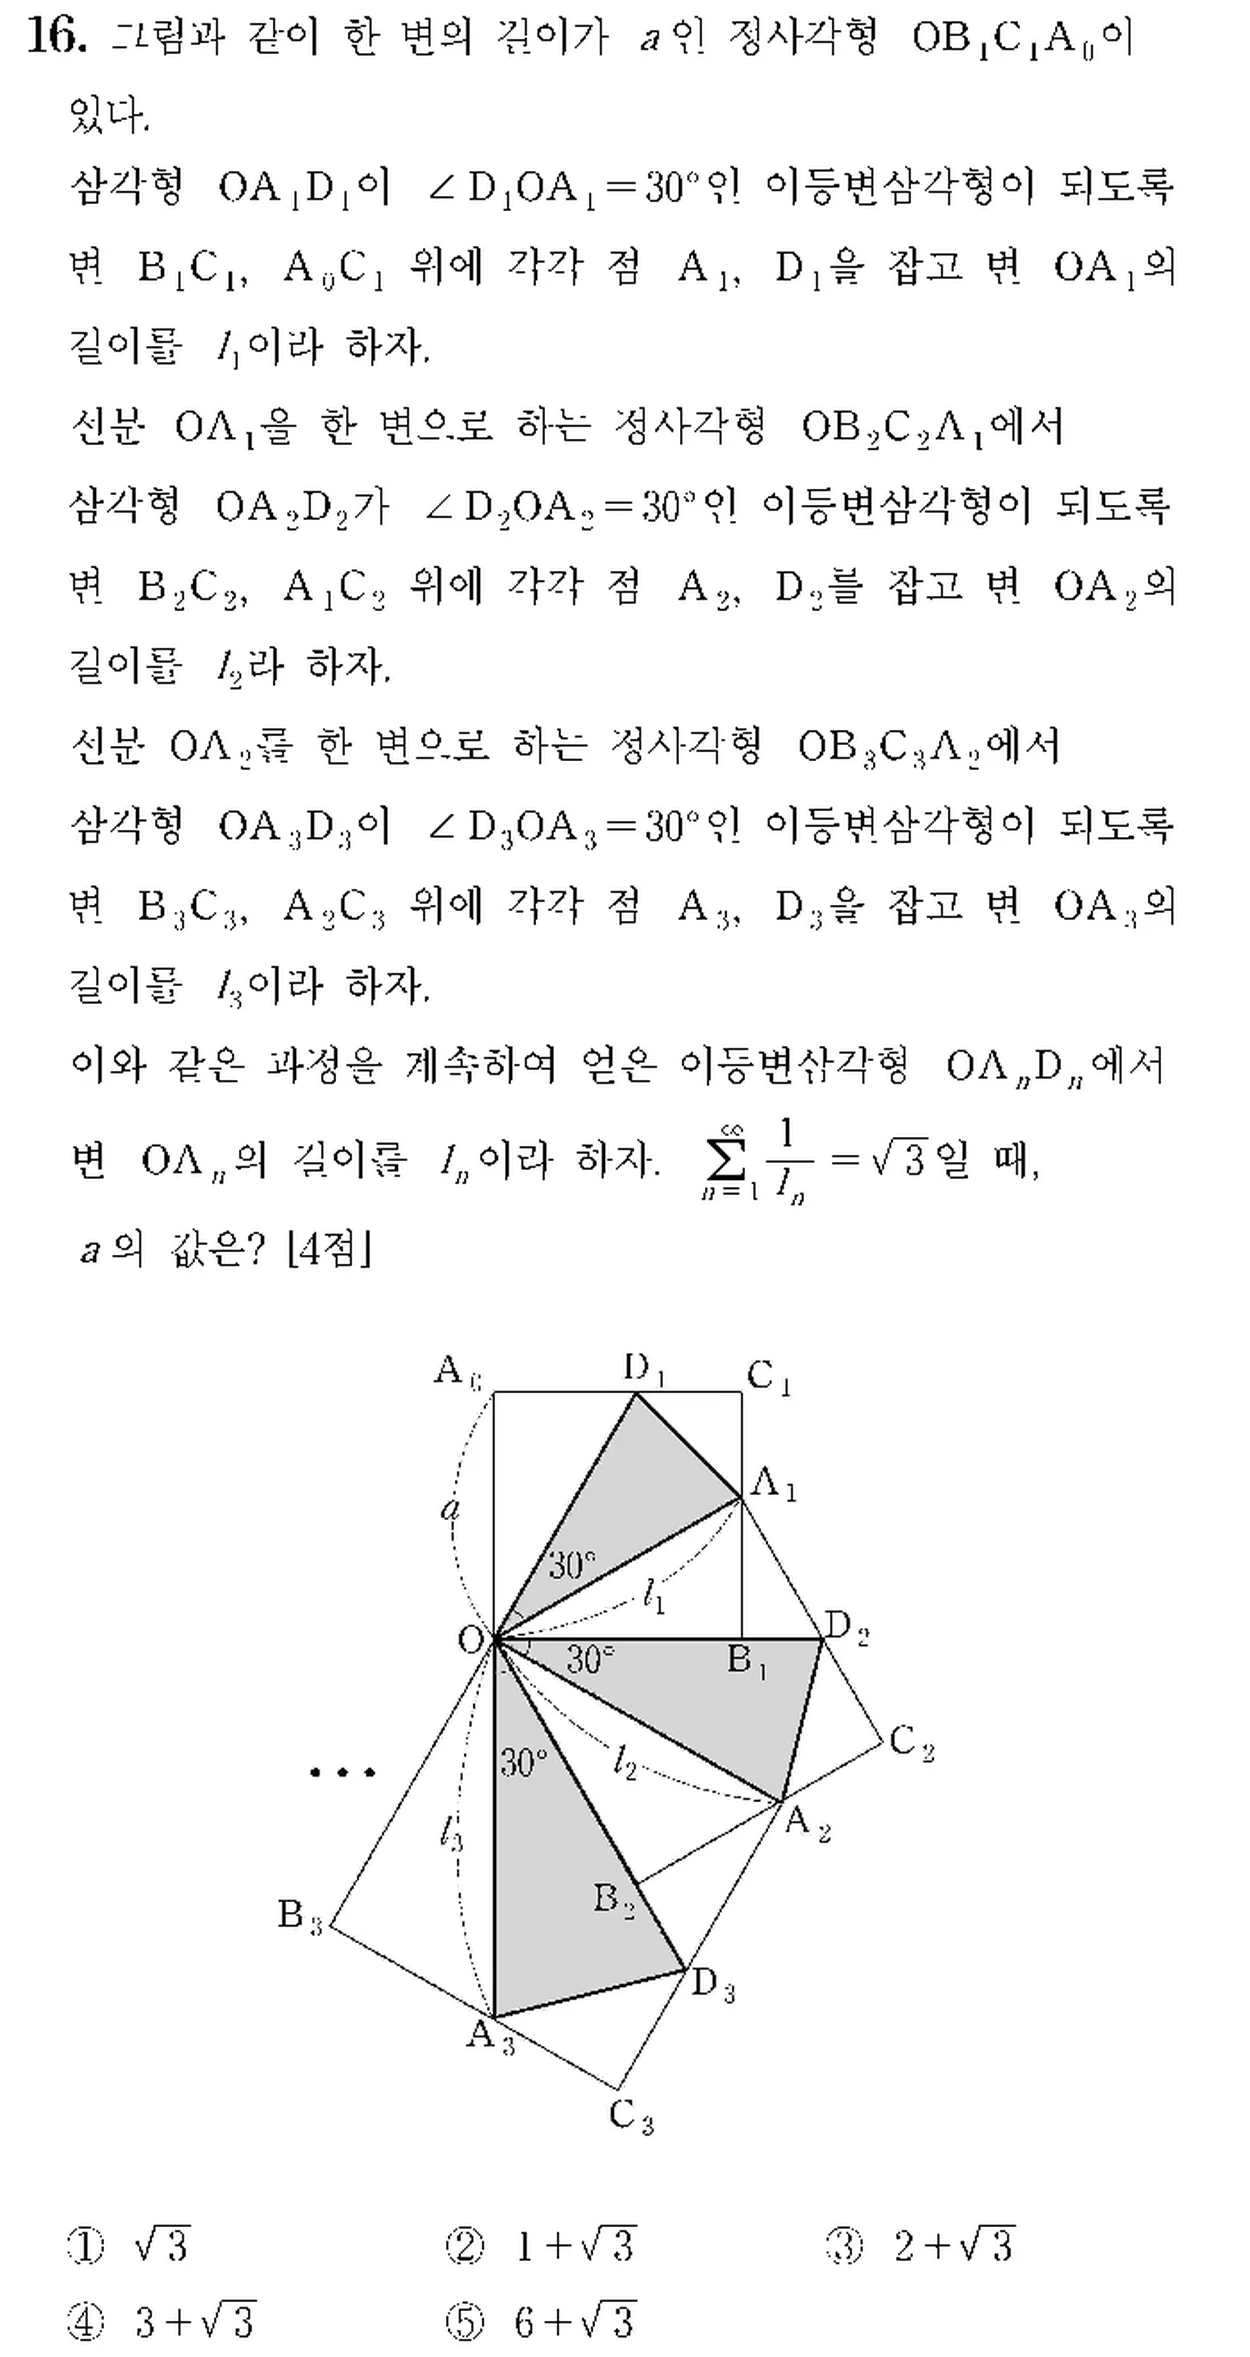 16. 그림과 같이 한 변의 길이가 a인 정사각형 OB₁C₁A₀이
있다.
삼각형 OA₁D₁이 ∠D₁OA₁=30°인 이등변삼각형이 되도록
변 B₁C₁, A₀C₁ 위에 각각 점 A₁, D₁을 잡고 변 OA₁의
길이를 l₁이라 하자.
선분 OA₁을 한 변으로 하는 정사각형 OB₂C₂A₁에서
삼각형 OA₂D₂가 ∠D₂OA₂=30°인 이등변삼각형이 되도록
변 B₂C₂, A₁C₂ 위에 각각 점 A₂, D₂를 잡고 변 OA₂의
길이를 l₂라 하자.
선분 OA₂를 한 변으로 하는 정사각형 OB₃C₃A₂에서
삼각형 OA₃D₃이 ∠D₃OA₃=30°인 이등변삼각형이 되도록
변 B₃C₃, A₂C₃ 위에 각각 점 A₃, D₃을 잡고 변 OA₃의
길이를 l₃이라 하자.
이와 같은 과정을 계속하여 얻은 이등변삼각형 OAₙDₙ에서
변 OAₙ의 길이를 lₙ이라 하자. ∑_{n=1}^{∞} 1/lₙ = √3일 때,
a의 값은? [4점]
A₀ D₁ C₁
A₁
a
30°
l₁
O D₂
30° B₁
C₂
30° l₂
...
A₂
l₃
B₂
B₃
D₃
A₃
C₃
① √3 ② 1+√3 ③ 2+√3
④ 3+√3 ⑤ 6+√3